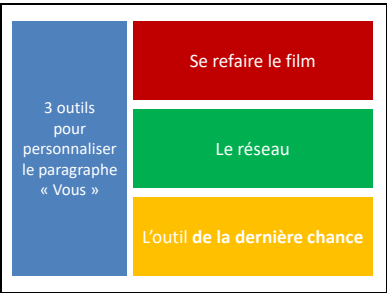 3 outils
pour
personnaliser
le paragraphe
« Vous »
Se refaire le film
Le réseau
L'outil de la dernière chance